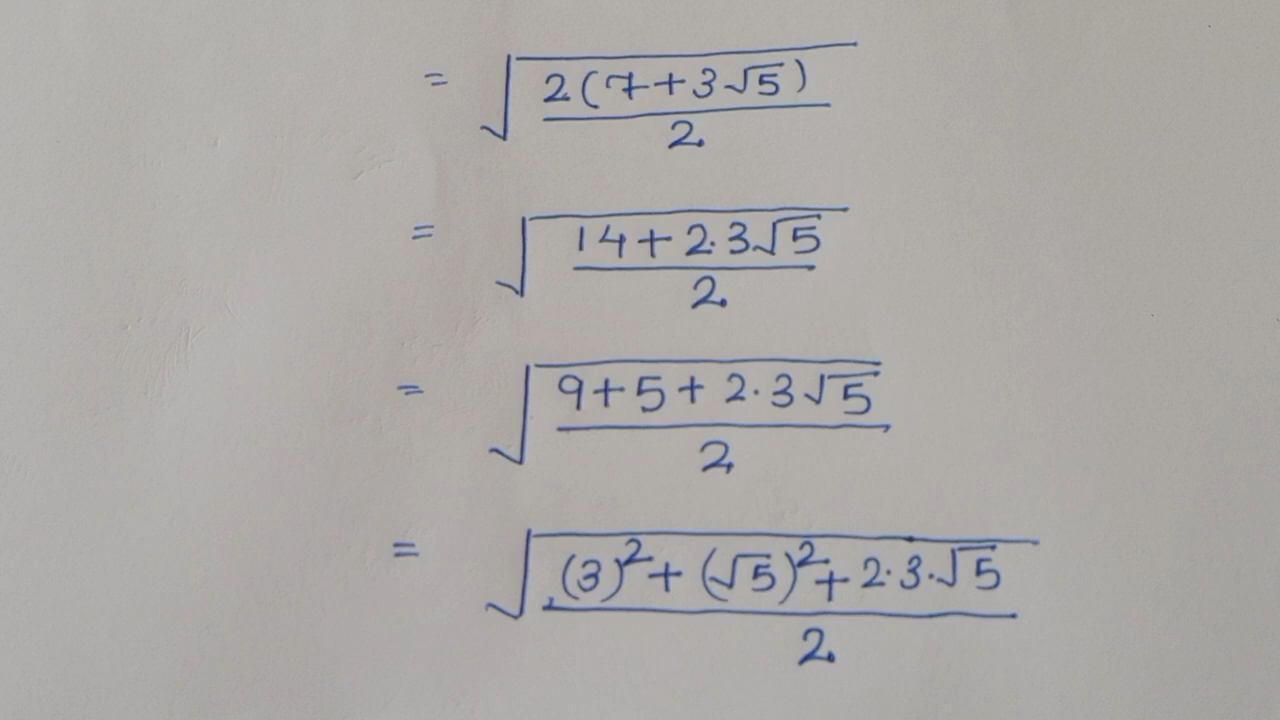 = √(2(7+3√5)/2)
= √((14+2·3√5)/2)
= √((9+5+2·3√5)/2)
= √(((3)²+(√5)²+2·3·√5)/2)